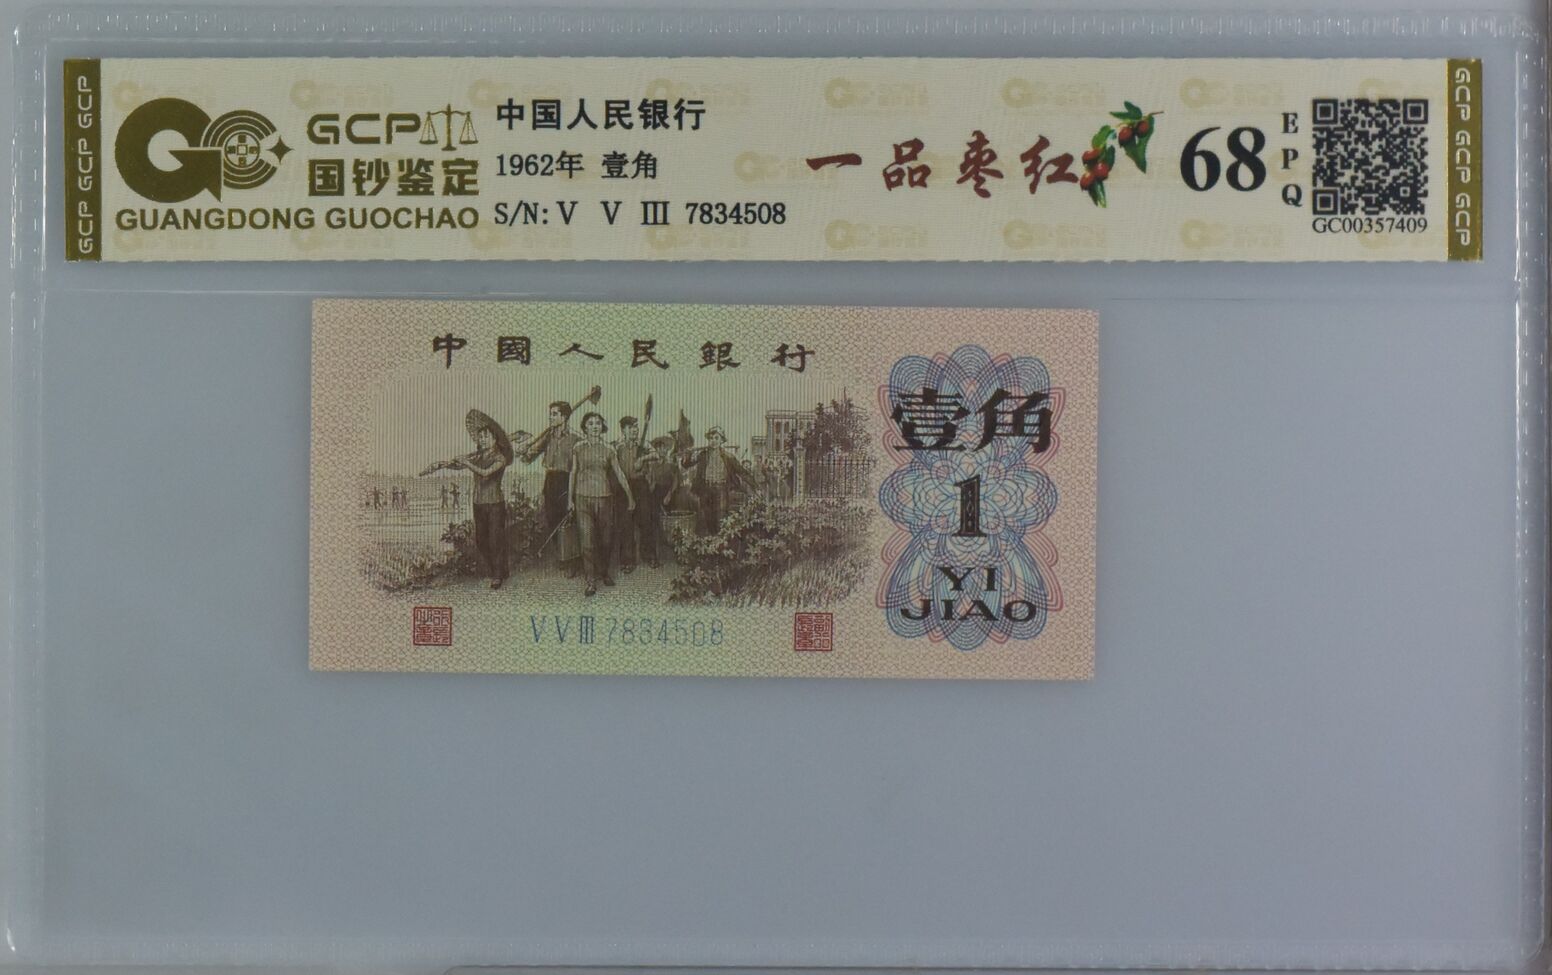 GCP GCP GCP
GCP
国钞鉴定
GUANGDONG GUOCHAO
中国人民银行
1962年 壹角
S/N: V V III 7834508
一品枣红
68
E
P
Q
GC00357409
GCP GCP GCP
中國人民銀行
壹角
1
YI
JIAO
VVIII 7834508